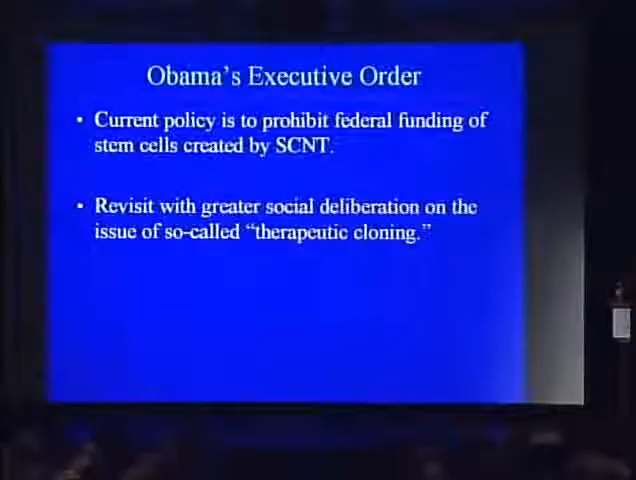 Obama's Executive Order
• Current policy is to prohibit federal funding of
stem cells created by SCNT.
• Revisit with greater social deliberation on the
issue of so-called “therapeutic cloning.”